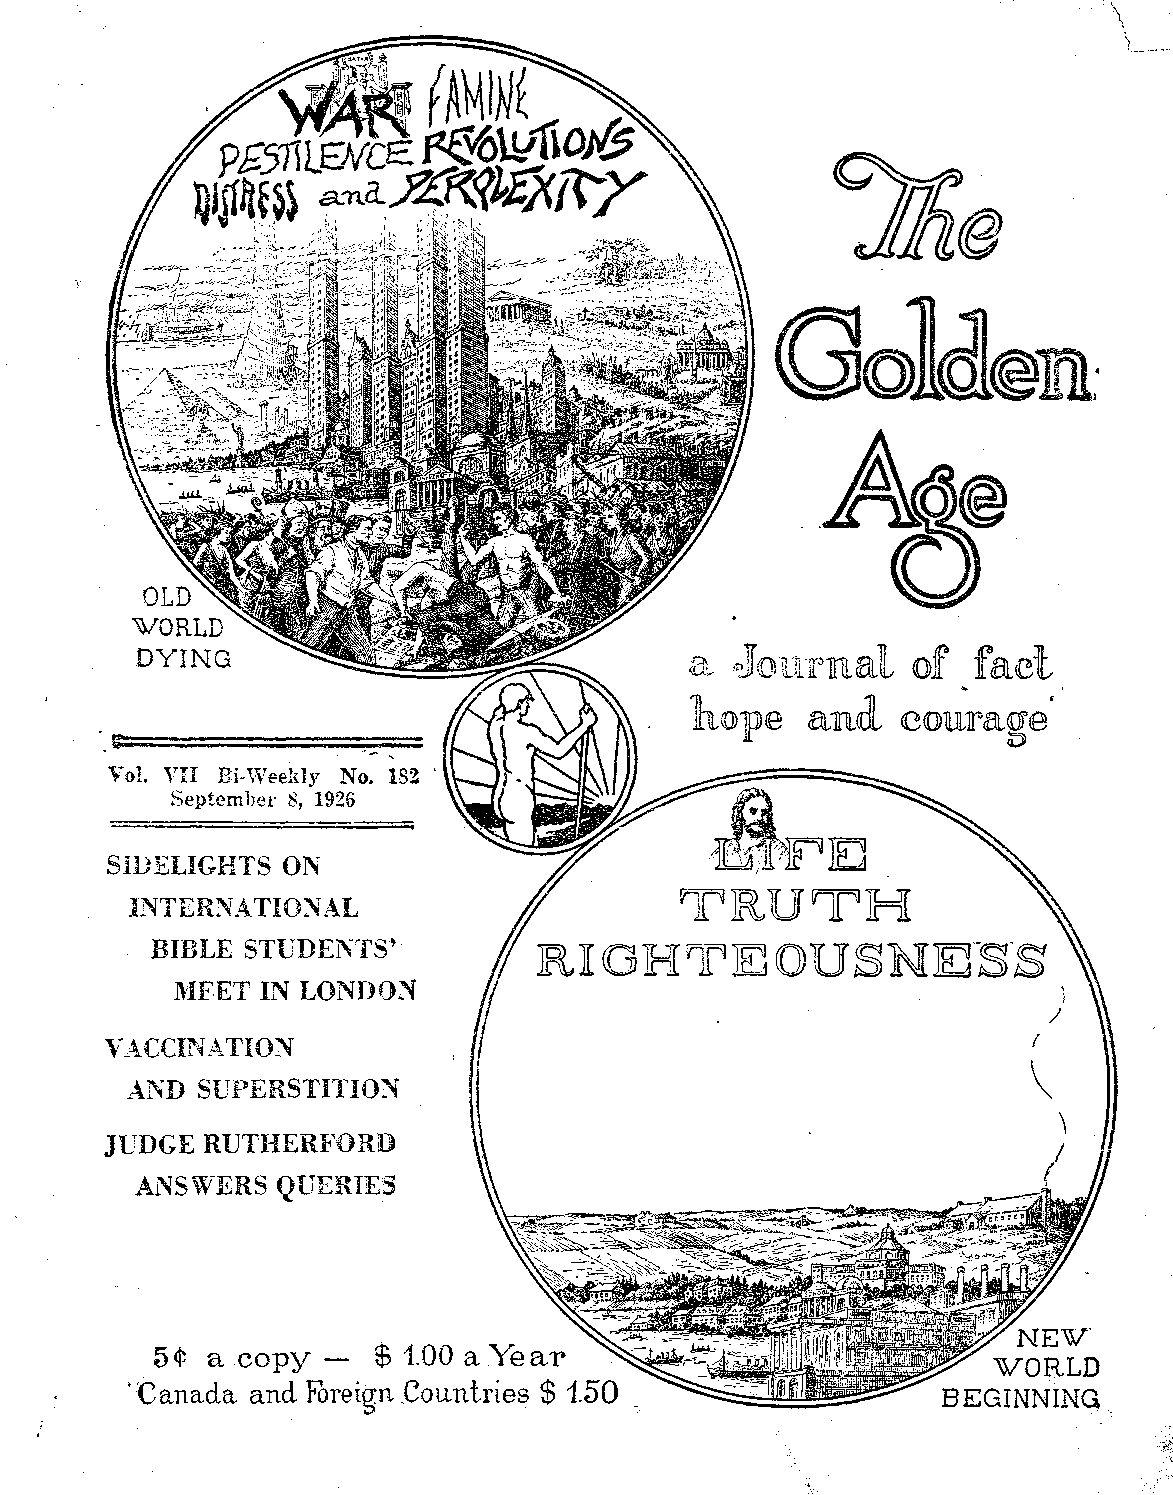 WAR FAMINE
PESTILENCE REVOLUTIONS
DISTRESS and PERPLEXITY
The
Golden
Age
a Journal of fact
hope and courage
OLD
WORLD
DYING
Vol. VII Bi-Weekly No. 182
September 8, 1926
SIDELIGHTS ON
INTERNATIONAL
BIBLE STUDENTS'
MEET IN LONDON
VACCINATION
AND SUPERSTITION
JUDGE RUTHERFORD
ANSWERS QUERIES
LIFE
TRUTH
RIGHTEOUSNESS
5¢ a copy — $ 1.00 a Year
Canada and Foreign Countries $ 1.50
NEW
WORLD
BEGINNING